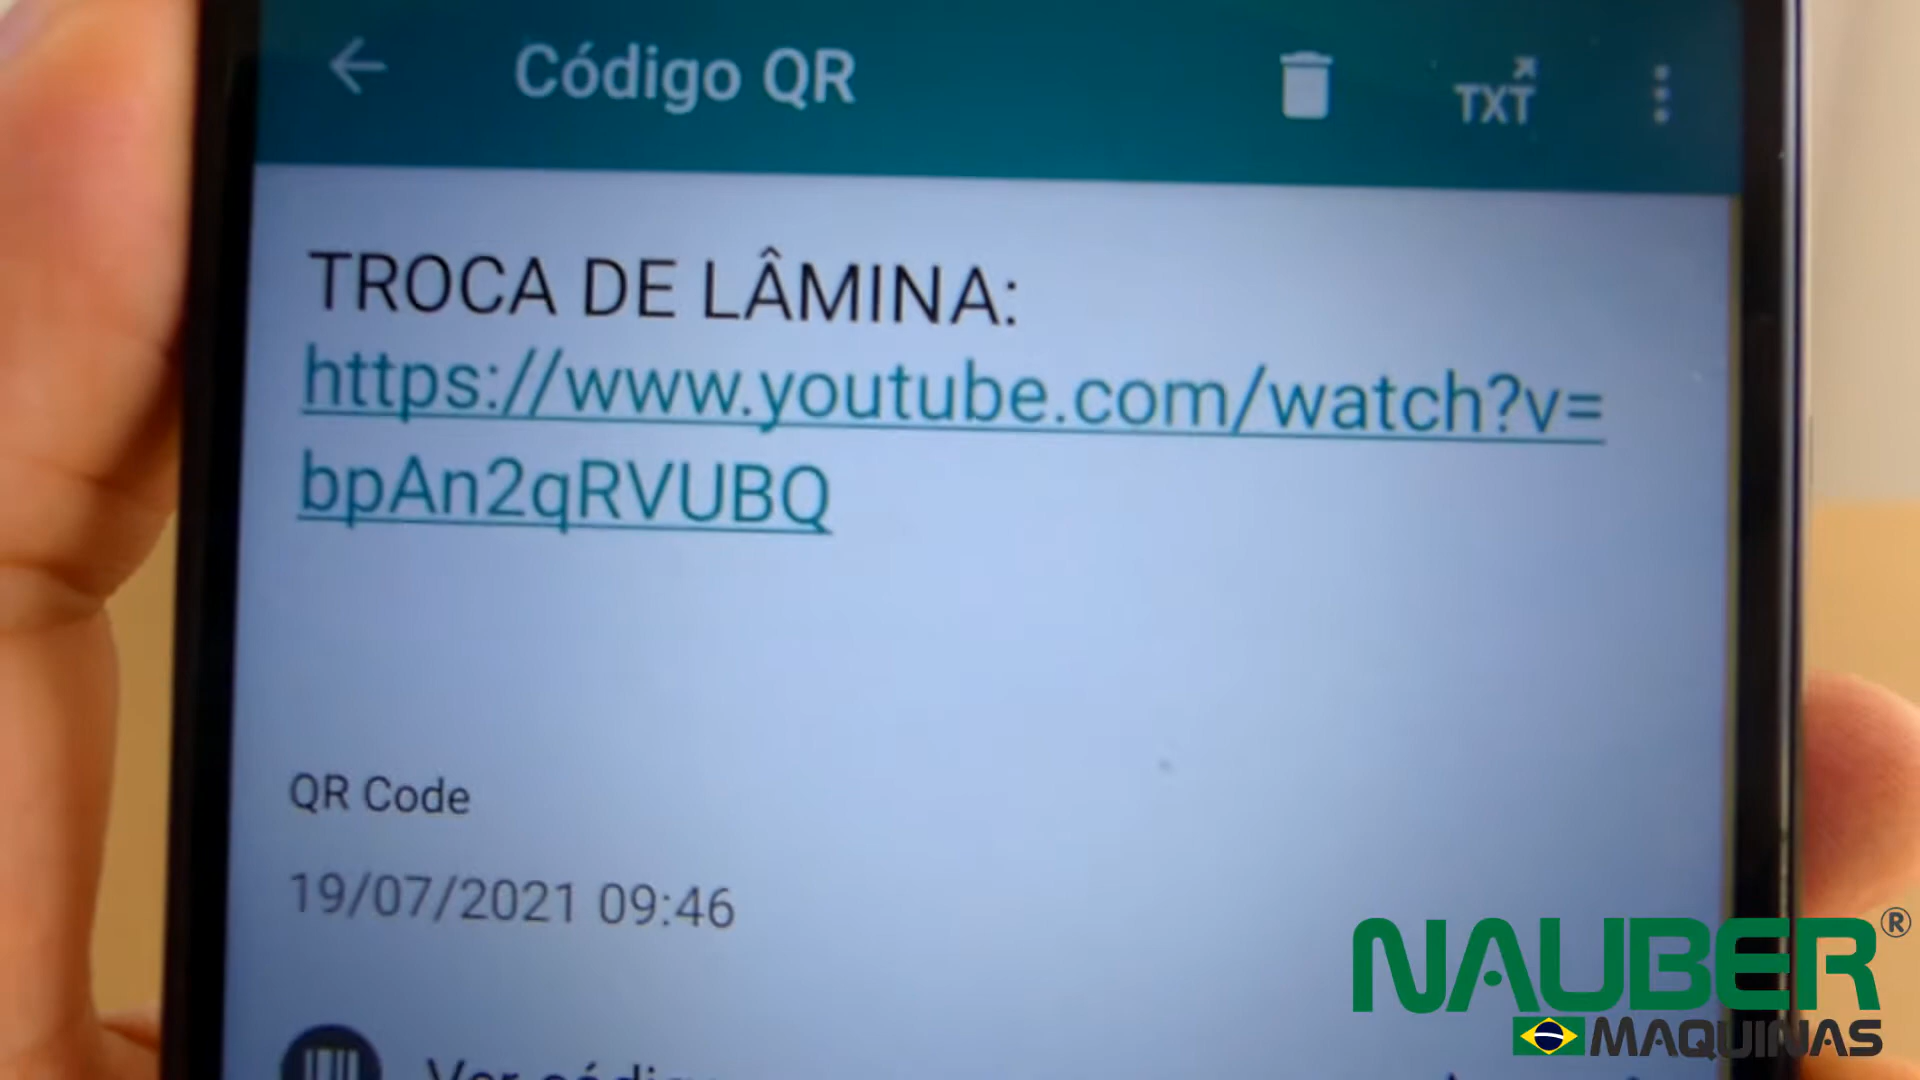 Código QR
TXT
TROCA DE LÂMINA:
https://www.youtube.com/watch?v=
bpAn2qRVUBQ
QR Code
19/07/2021 09:46
Ver
NAUBER®
MAQUINAS